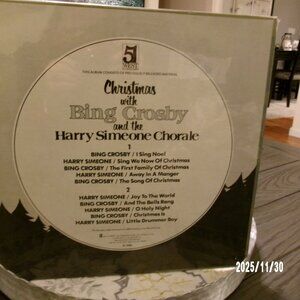 5
WEST
THIS ALBUM CONSISTS OF PREVIOUSLY RELEASED MATERIAL
Christmas
with
Bing Crosby
and the
Harry Simeone Chorale
1
BING CROSBY / I Sing Noel
HARRY SIMEONE / Sing We Now Of Christmas
BING CROSBY / The First Family Of Christmas
HARRY SIMEONE / Away In A Manger
BING CROSBY / The Song Of Christmas
2
HARRY SIMEONE / Joy To The World
BING CROSBY / And The Bells Rang
HARRY SIMEONE / O Holy Night
BING CROSBY / Christmas Is
HARRY SIMEONE / Little Drummer Boy
2025/11/30